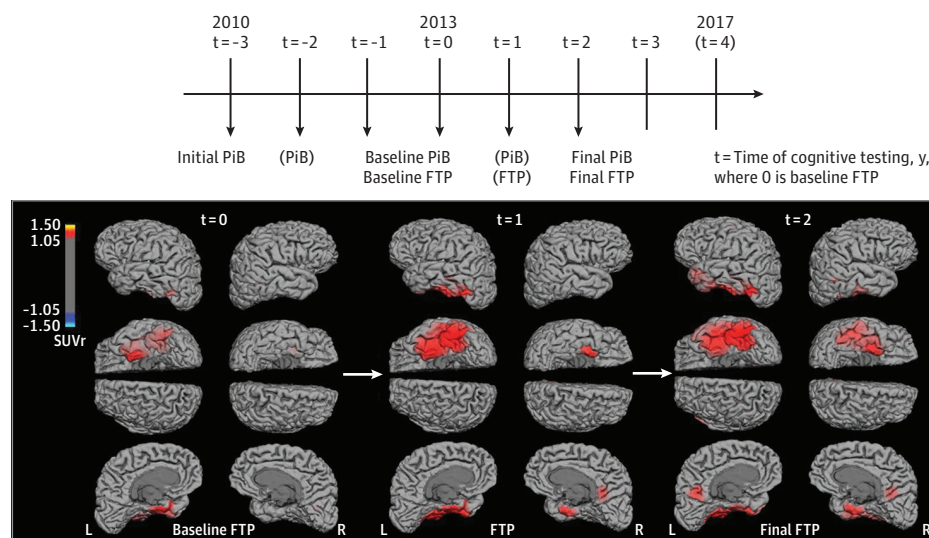 2010 2013 2017
t=-3 t=-2 t=-1 t=0 t=1 t=2 t=3 (t=4)
Initial PiB (PiB) Baseline PiB (PiB) Final PiB t=Time of cognitive testing, y,
Baseline FTP (FTP) Final FTP where 0 is baseline FTP
t=0 t=1 t=2
1.50
1.05
-1.05
-1.50
SUVr
L Baseline FTP R L FTP R L Final FTP R